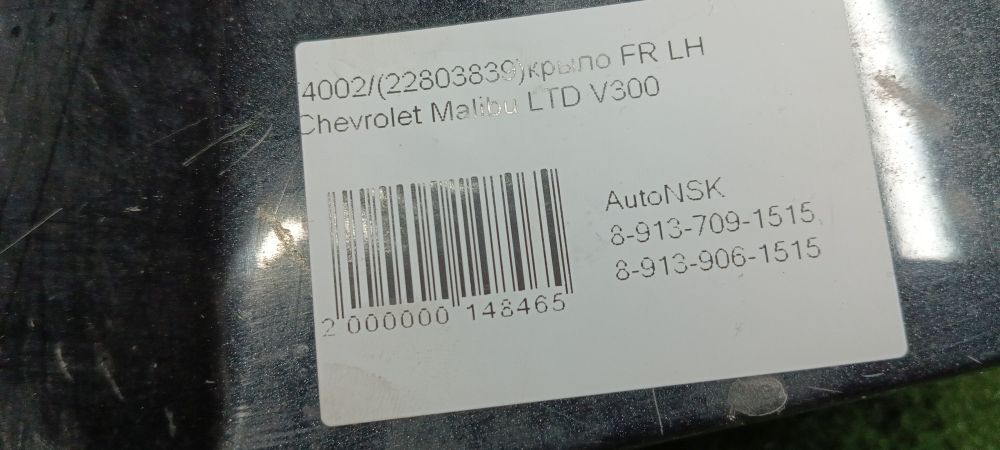 4002/(22803839)крыло FR LH
Chevrolet Malibu LTD V300
AutoNSK
8-913-709-1515,
8-913-906-1515
2 000000 148465